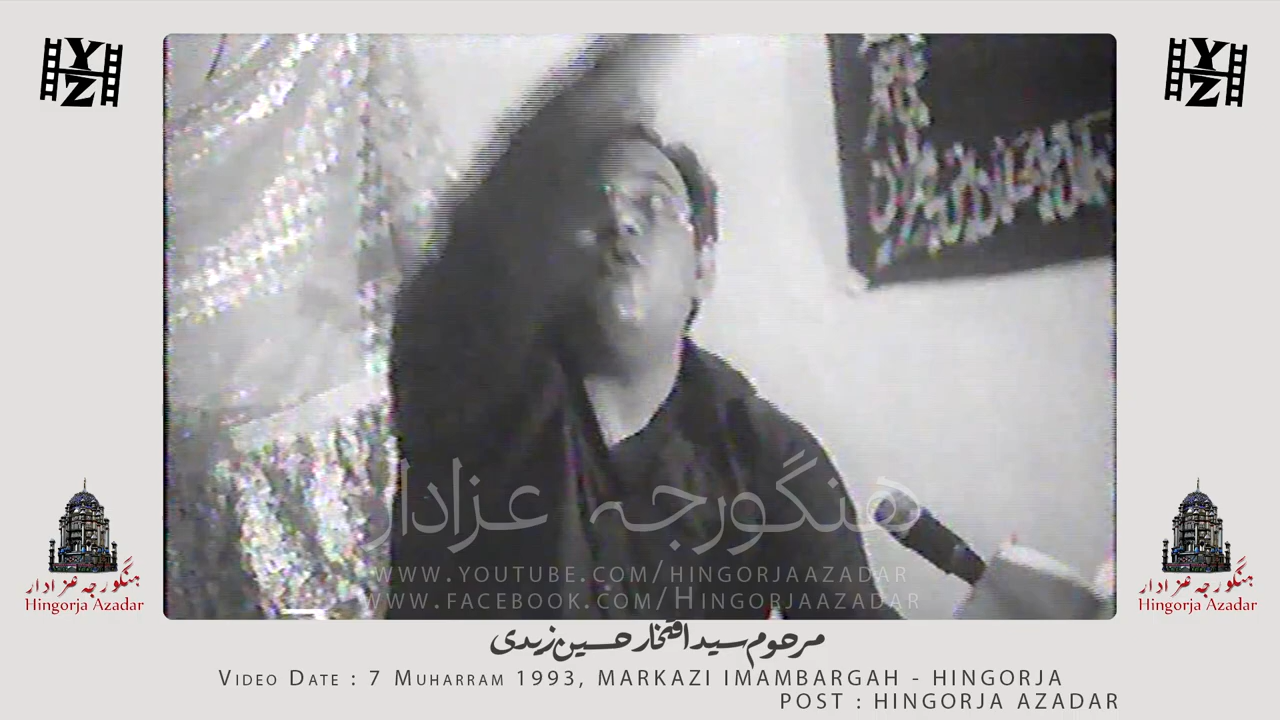 YZ
YZ
ھنگورجہ عزادار
WWW.YOUTUBE.COM/HINGORJAAZADAR
WWW.FACEBOOK.COM/HINGORJAAZADAR
ہنگورجہ عزادار
Hingorja Azadar
ہنگورجہ عزادار
Hingorja Azadar
مرحوم سید افتخار حسین زیدی
VIDEO DATE : 7 MUHARRAM 1993, MARKAZI IMAMBARGAH - HINGORJA
POST : HINGORJA AZADAR